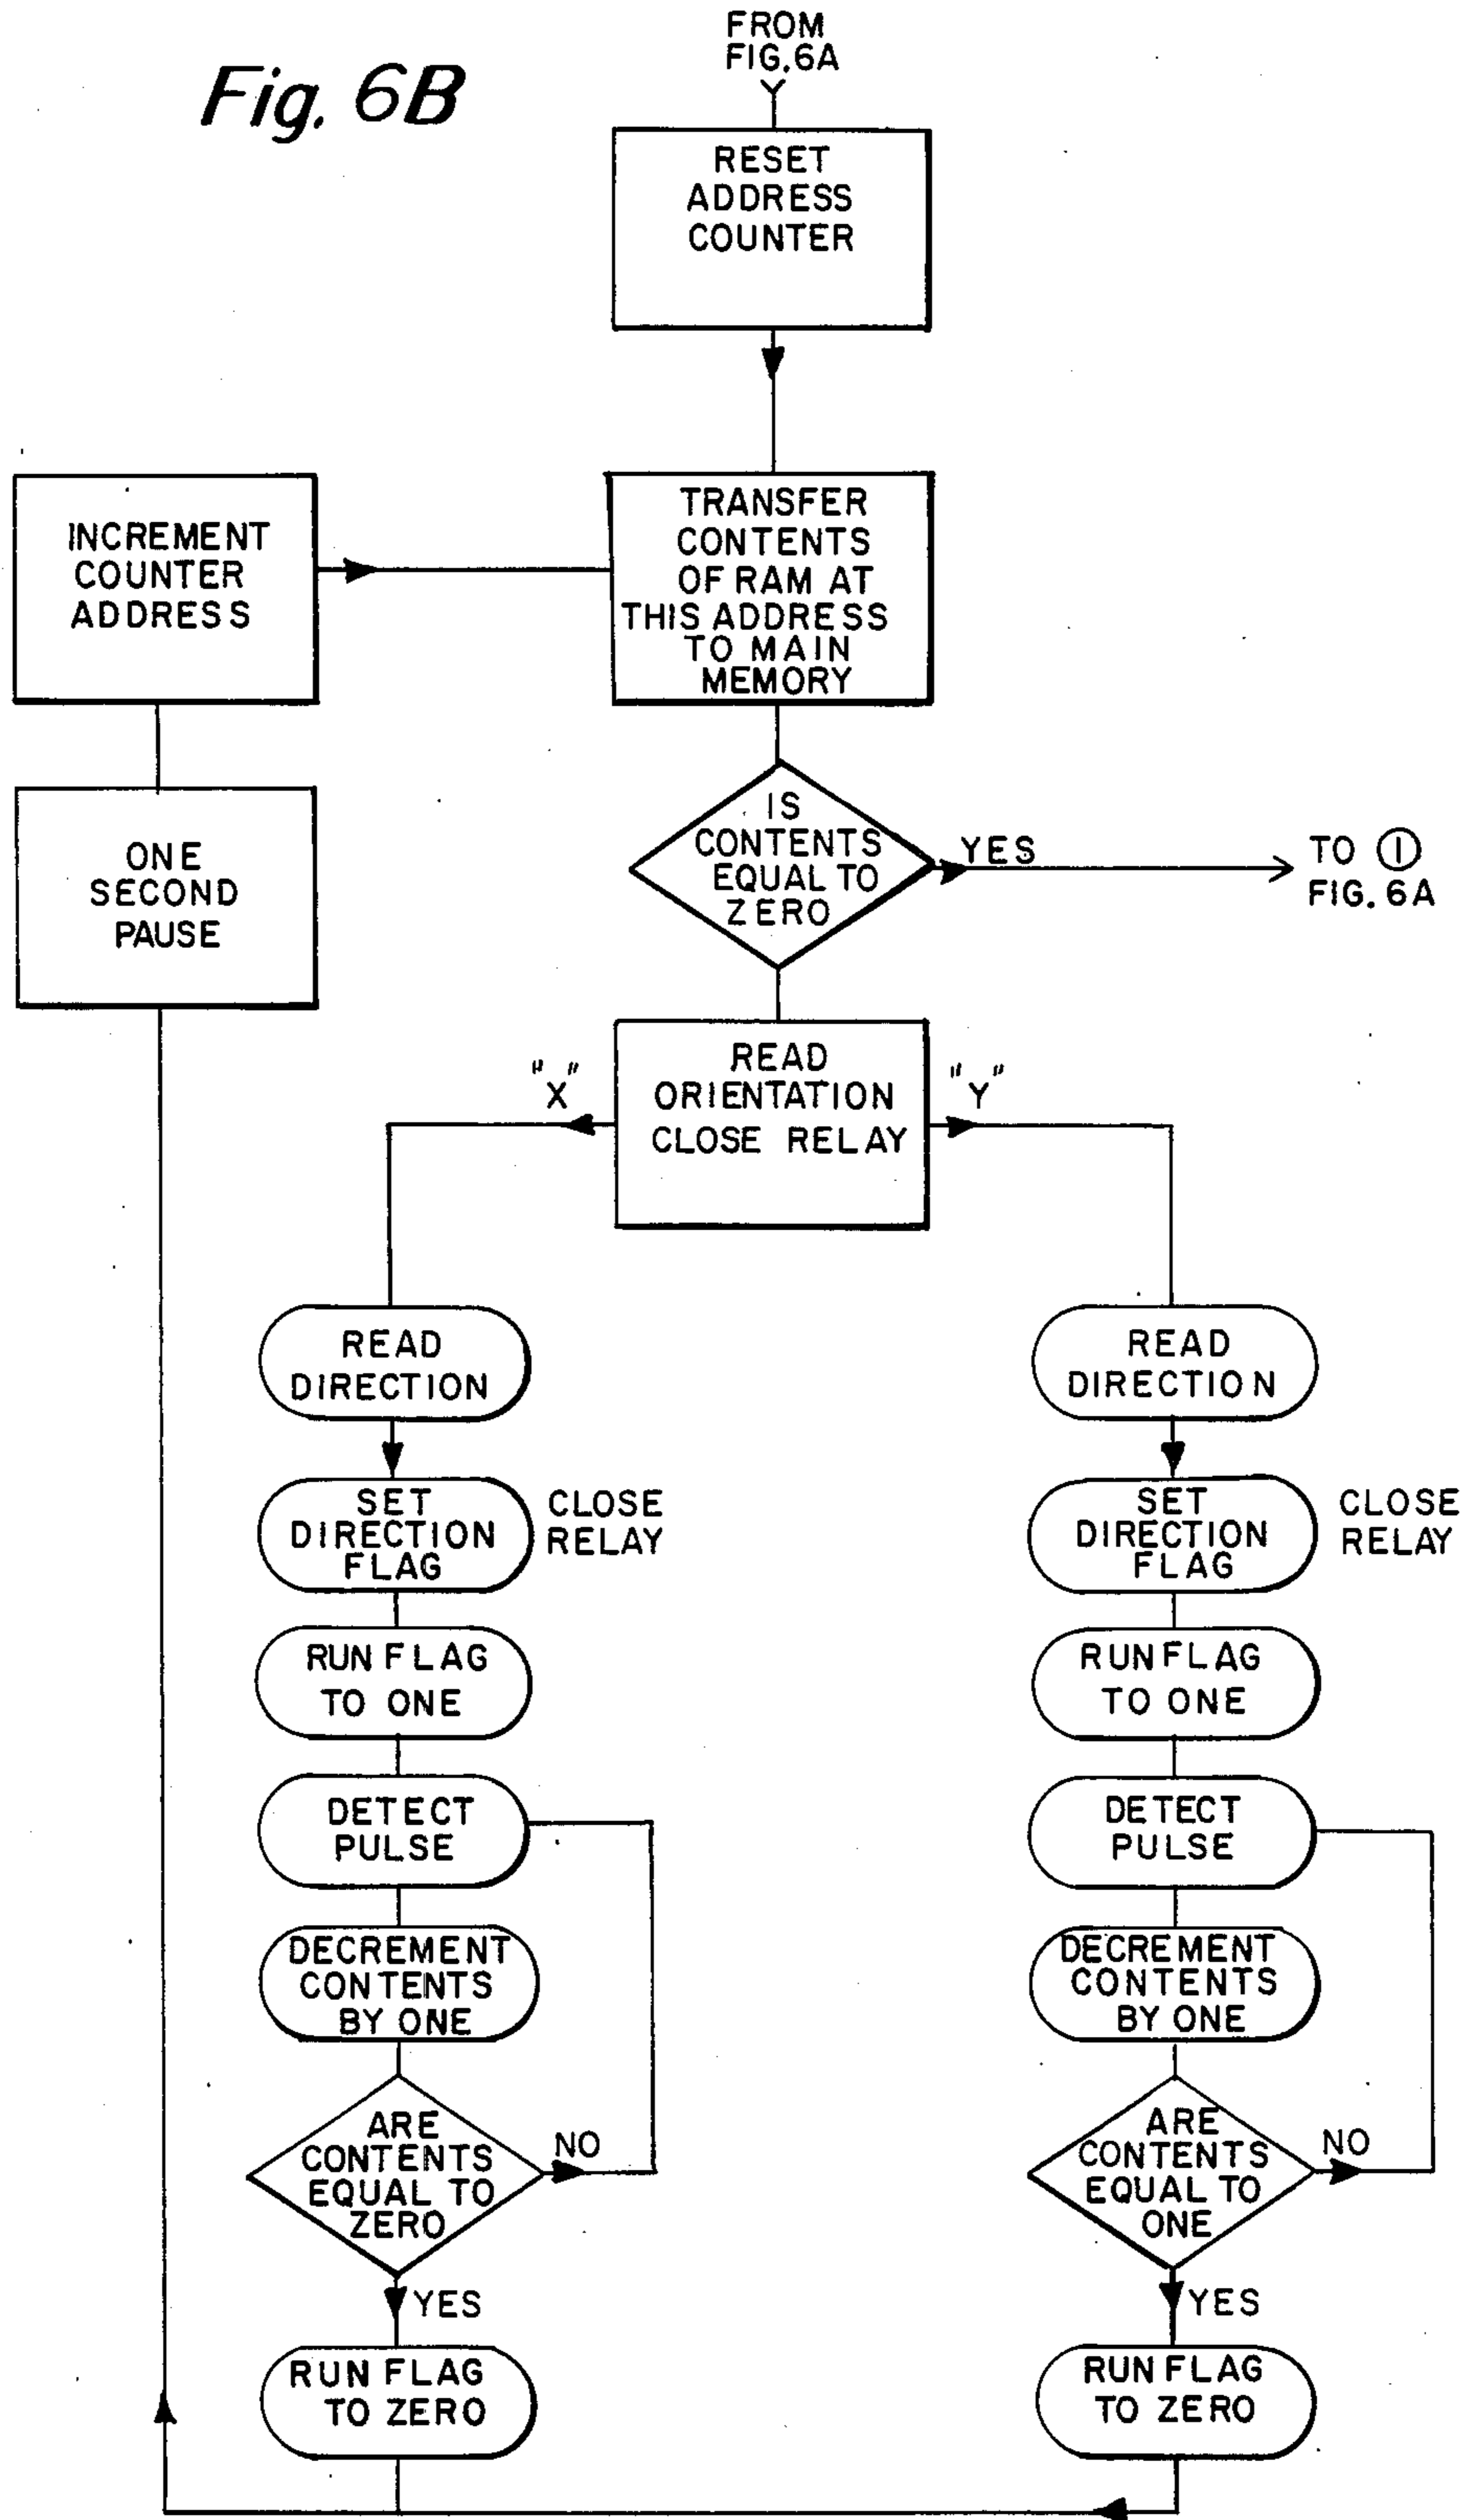 Fig. 6B
FROM
FIG. 6A
RESET
ADDRESS
COUNTER
INCREMENT
COUNTER
ADDRESS
TRANSFER
CONTENTS
OF RAM AT
THIS ADDRESS
TO MAIN
MEMORY
ONE
SECOND
PAUSE
IS
CONTENTS
EQUAL TO
ZERO
YES
TO ①
FIG. 6A
"X"
READ
ORIENTATION
CLOSE RELAY
"Y"
READ
DIRECTION
SET
DIRECTION
FLAG
CLOSE
RELAY
RUN FLAG
TO ONE
DETECT
PULSE
DECREMENT
CONTENTS
BY ONE
ARE
CONTENTS
EQUAL TO
ZERO
NO
YES
RUN FLAG
TO ZERO
READ
DIRECTION
SET
DIRECTION
FLAG
CLOSE
RELAY
RUN FLAG
TO ONE
DETECT
PULSE
DECREMENT
CONTENTS
BY ONE
ARE
CONTENTS
EQUAL TO
ONE
NO
YES
RUN FLAG
TO ZERO